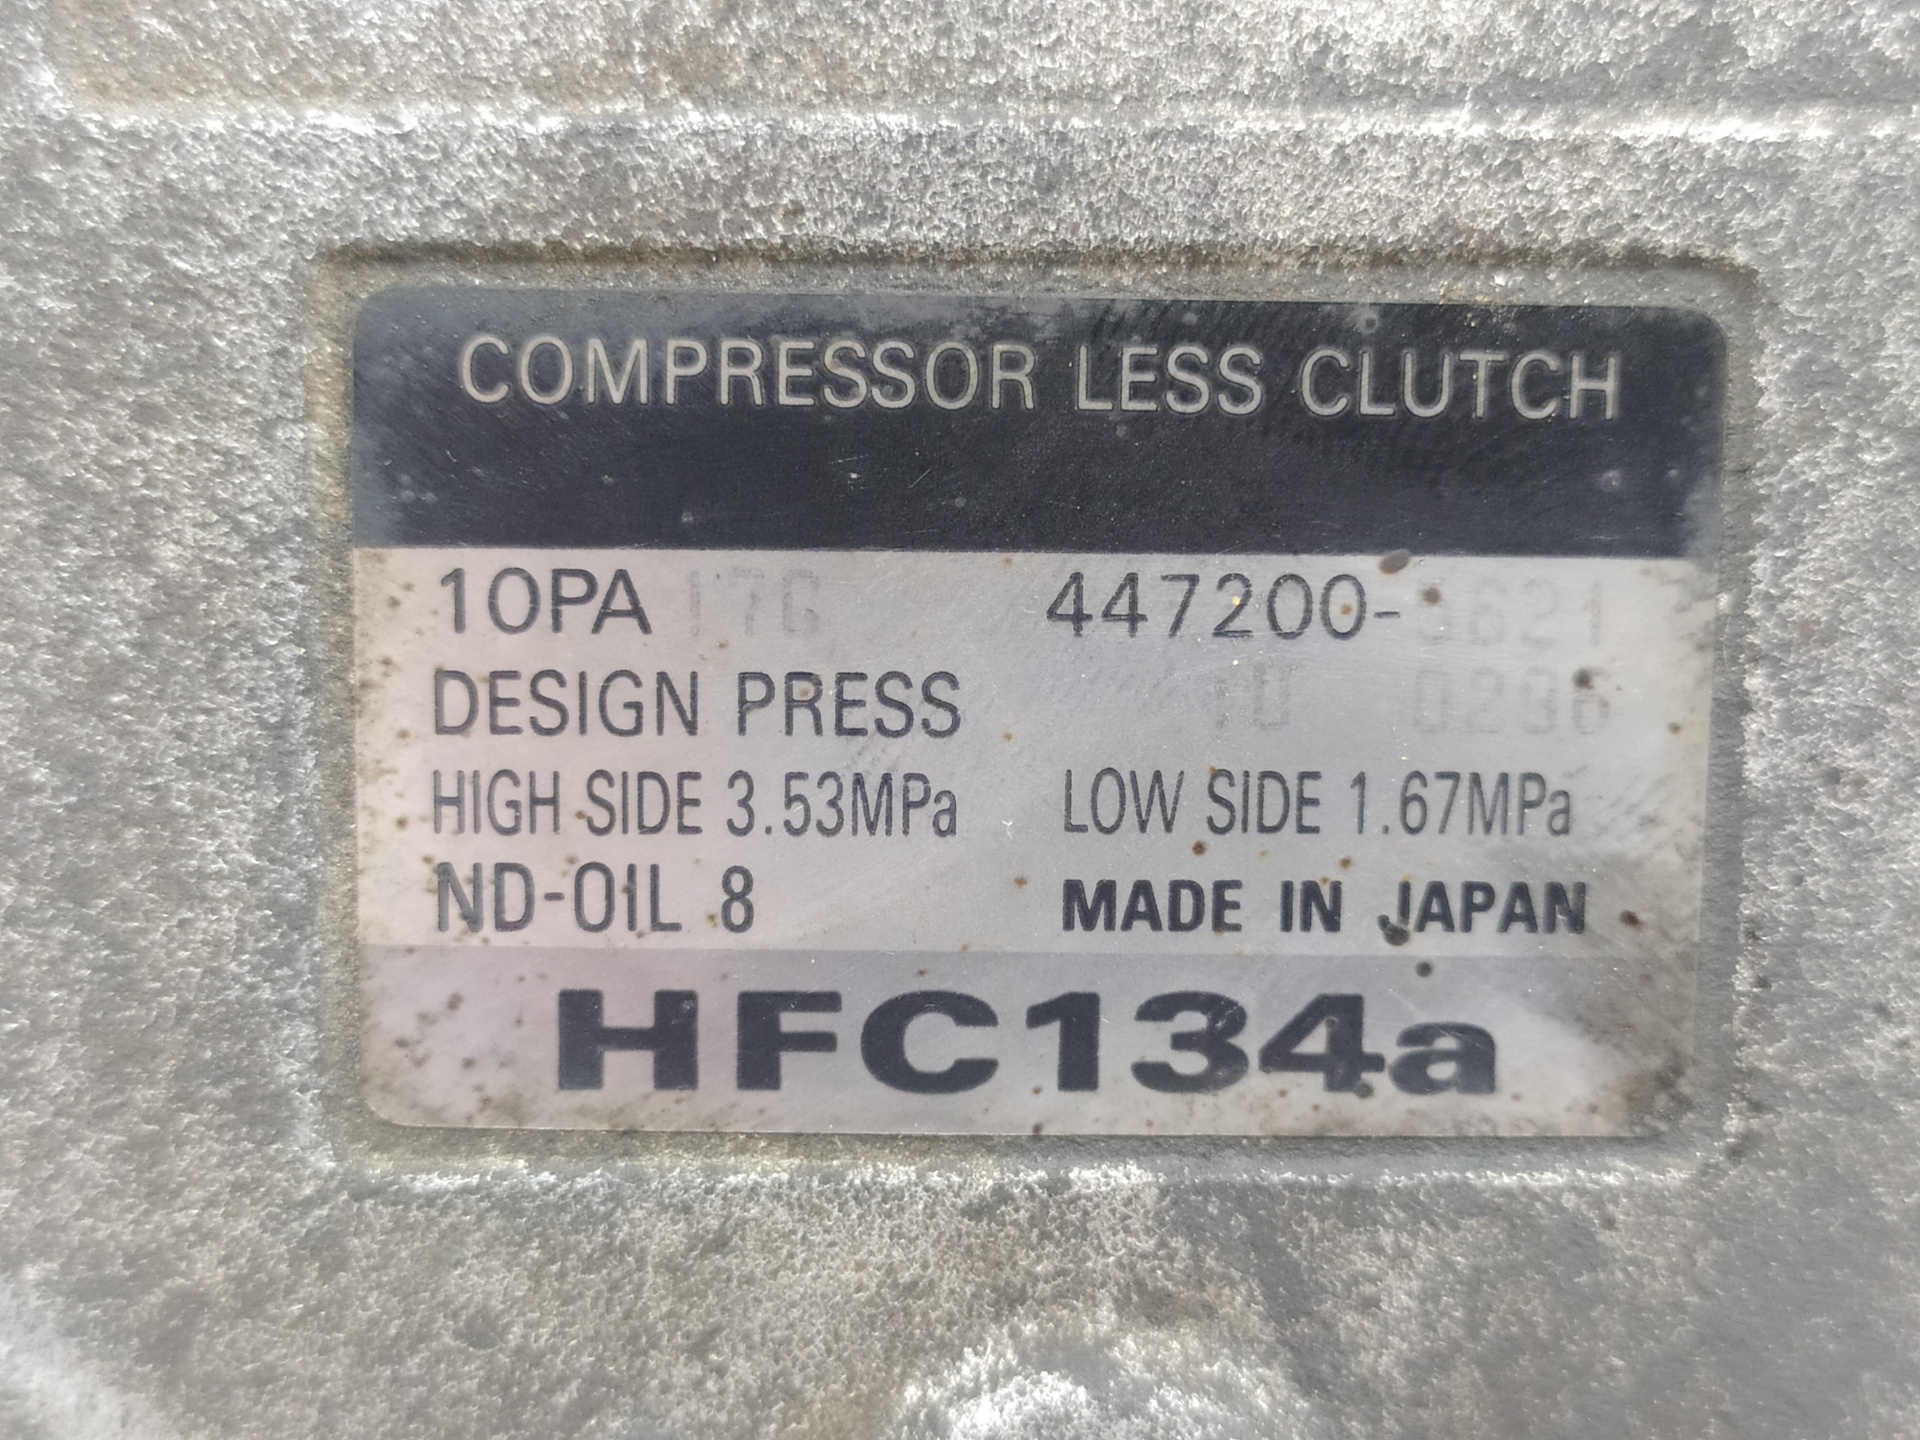 COMPRESSOR LESS CLUTCH
10PA 17C 447200-
DESIGN PRESS
HIGH SIDE 3.53MPa LOW SIDE 1.67MPa
ND-OIL 8 MADE IN JAPAN
HFC134a